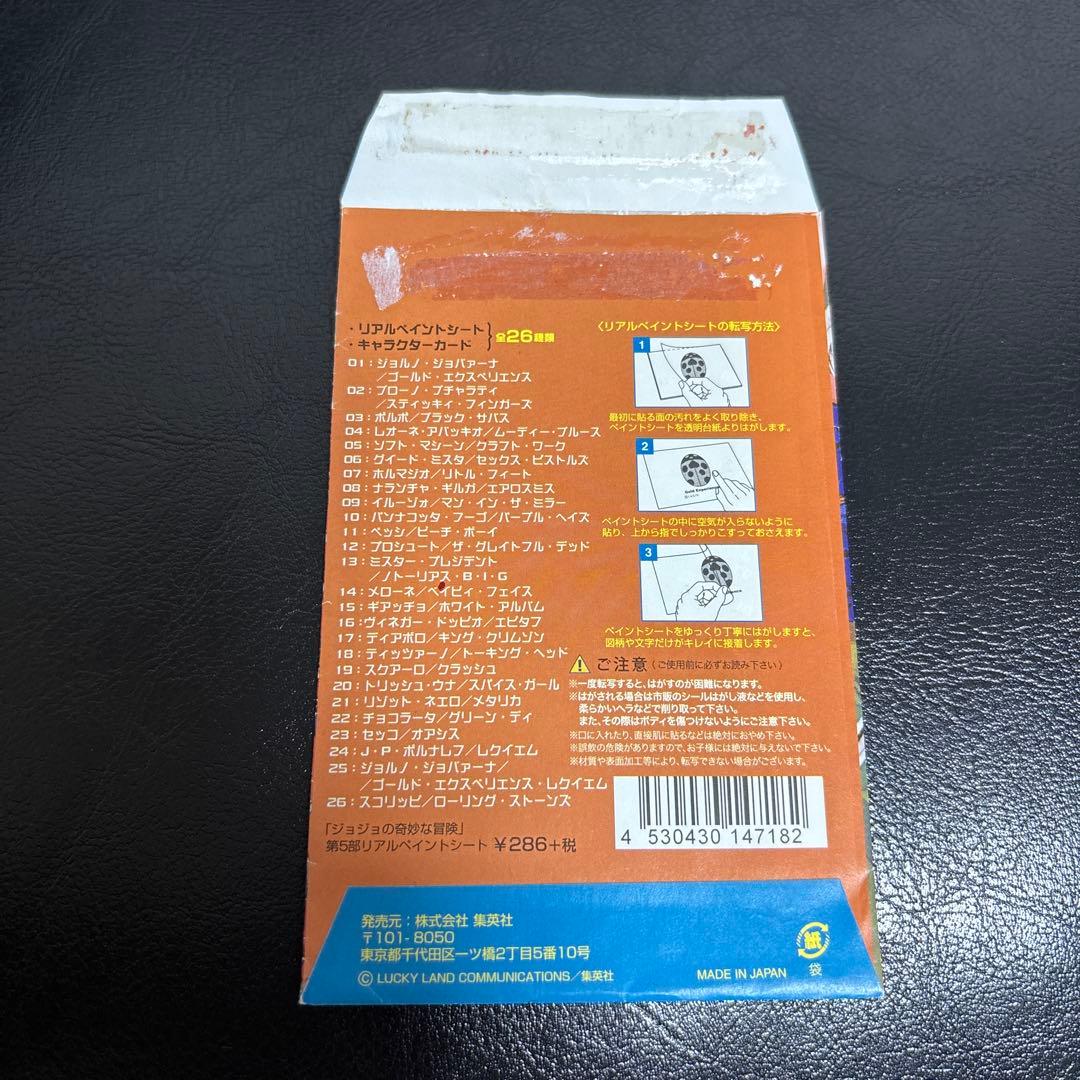 ・リアルペイントシート
・キャラクターカード
全26種類
01：ジョルノ・ジョバァーナ
／ゴールド・エクスペリエンス
02：ブローノ・ブチャラティ
／スティッキィ・フィンガーズ
03：ポルポ／ブラック・サバス
04：レオーネ・アバッキオ／ムーディー・ブルース
05：ソフト・マシーン／クラフト・ワーク
06：グイード・ミスタ／セックス・ピストルズ
07：ホルマジオ／リトル・フィート
08：ナランチャ・ギルガ／エアロスミス
09：イルーゾォ／マン・イン・ザ・ミラー
10：パンナコッタ・フーゴ／パープル・ヘイズ
11：ペッシ／ビーチ・ボーイ
12：プロシュート／ザ・グレイトフル・デッド
13：ミスター・プレジデント
／ノトーリアス・B・I・G
14：メローネ／ベイビィ・フェイス
15：ギアッチョ／ホワイト・アルバム
16：ヴィネガー・ドッピオ／エピタフ
17：ディアボロ／キング・クリムゾン
18：ティッツァーノ／トーキング・ヘッド
19：スクアーロ／クラッシュ
20：トリッシュ・ウナ／スパイス・ガール
21：リゾット・ネエロ／メタリカ
22：チョコラータ／グリーン・デイ
23：セッコ／オアシス
24：J・P・ポルナレフ／レクイエム
25：ジョルノ・ジョバァーナ／
／ゴールド・エクスペリエンス・レクイエム
26：スコリッピ／ローリング・ストーンズ
「ジョジョの奇妙な冒険」
第5部リアルペイントシート ¥286+税
〈リアルペイントシートの転写方法〉
1
最初に貼る面の汚れをよく取り除き、
ペイントシートを透明台紙よりはがします。
2
Gold Experience
ペイントシートの中に空気が入らないように
貼り、上から指でしっかりこすっておさえます。
3
ペイントシートをゆっくり丁寧にはがしますと、
図柄や文字だけがキレイに接着します。
ご注意（ご使用前に必ずお読み下さい）
※一度転写すると、はがすのが困難になります。
※はがされる場合は市販のシールはがし液などを使用し、
柔らかいヘラなどで削り取って下さい。
また、その際はボディを傷つけないようにご注意下さい。
※口に入れたり、直接肌に貼るなどは絶対におやめ下さい。
※誤飲の危険がありますので、お子様には絶対に与えないで下さい。
※材質や表面加工等により、転写できない場合がございます。
4 530430 147182
発売元：株式会社 集英社
〒101-8050
東京都千代田区一ツ橋2丁目5番10号
© LUCKY LAND COMMUNICATIONS／集英社
MADE IN JAPAN
紙
袋